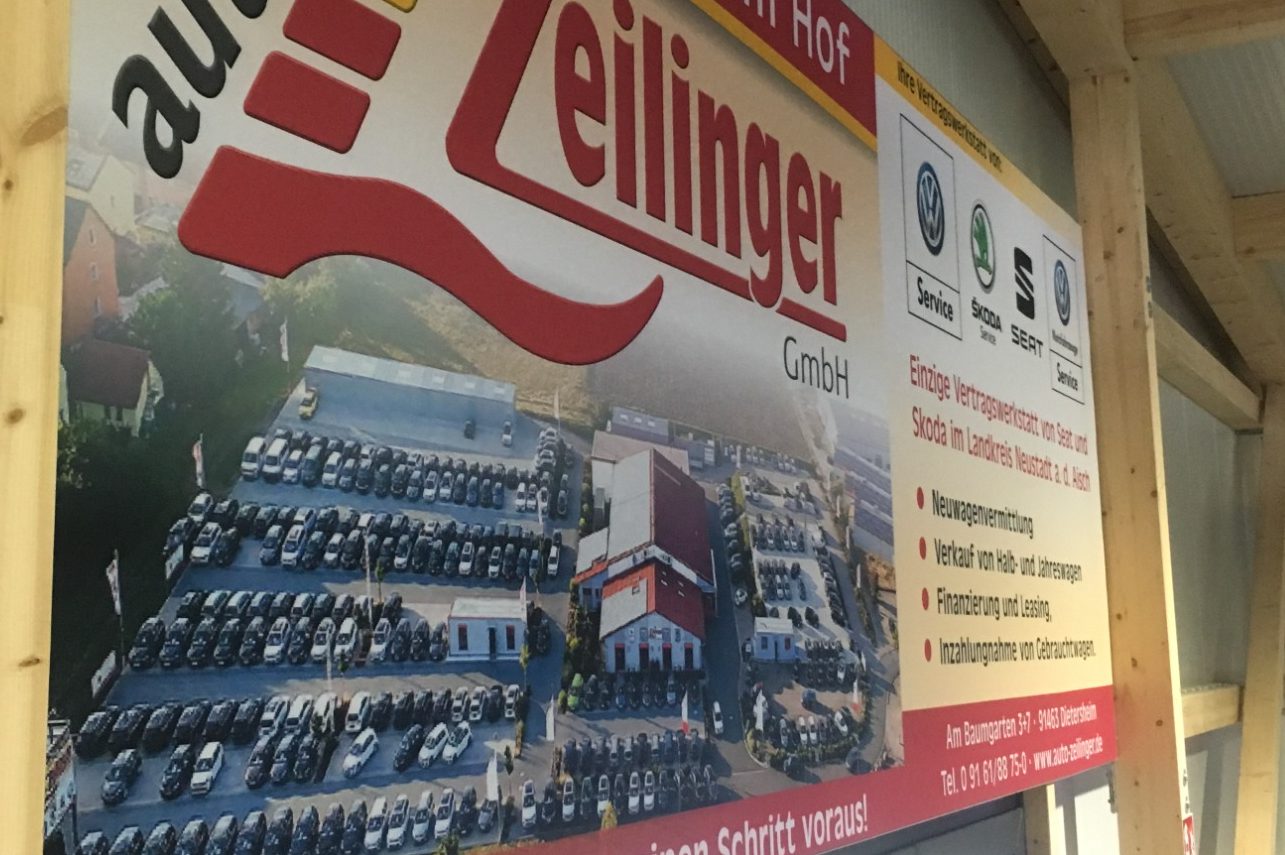 Hof
Zeilinger
GmbH
Ihre Vertragswerkstatt von:
Service
ŠKODA
Service
SEAT
Service
Einzige Vertragswerkstatt von Seat und
Skoda im Landkreis Neustadt a. d. Aisch
Neuwagenvermittlung
Verkauf von Halb- und Jahreswagen
Finanzierung und Leasing,
Inzahlungnahme von Gebrauchtwagen.
Am Baumgarten 3+7 · 91463 Dietersheim
Tel. 0 91 61/88 75-0 · www.auto-zeilinger.de
Schritt voraus!